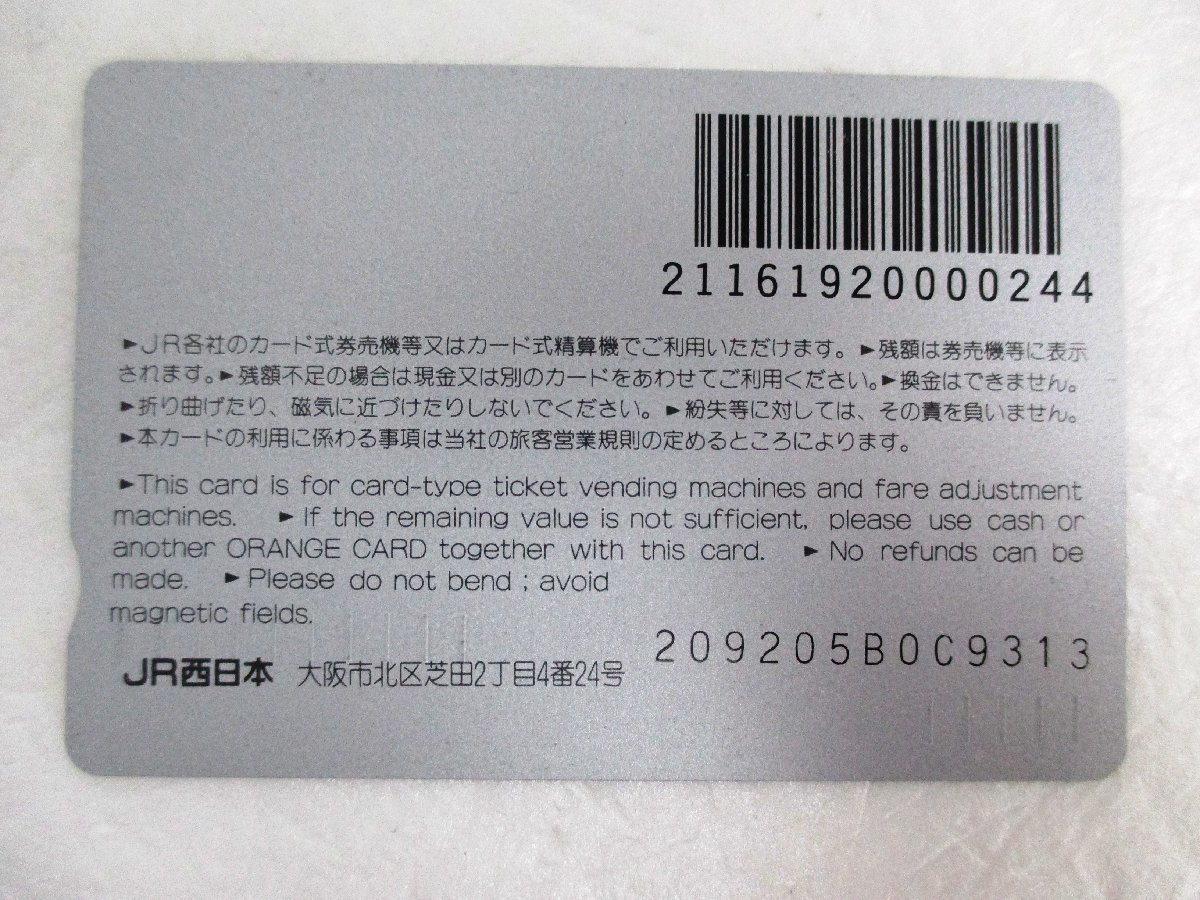 21161920000244
►JR各社のカード式券売機等又はカード式精算機でご利用いただけます。►残額は券売機等に表示
されます。►残額不足の場合は現金又は別のカードをあわせてご利用ください。►換金はできません。
►折り曲げたり、磁気に近づけたりしないでください。►紛失等に対しては、その責を負いません。
►本カードの利用に係わる事項は当社の旅客営業規則の定めるところによります。
►This card is for card-type ticket vending machines and fare adjustment
machines. ►If the remaining value is not sufficient, please use cash or
another ORANGE CARD together with this card. ►No refunds can be
made. ►Please do not bend ; avoid
magnetic fields.
209205B0C9313
JR西日本 大阪市北区芝田2丁目4番24号